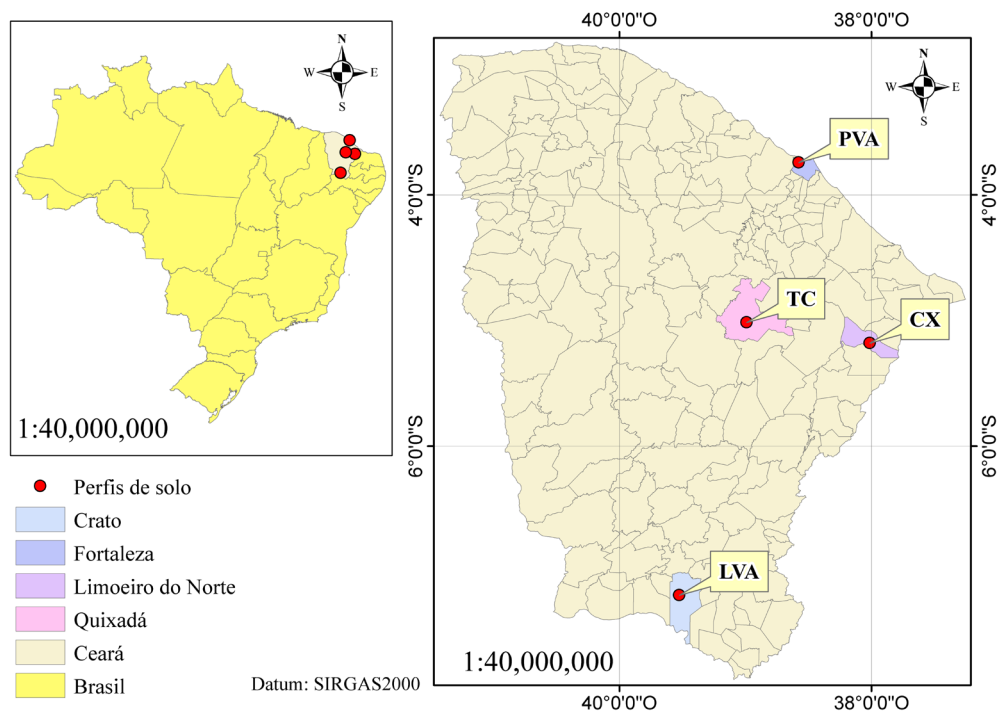 N
W E
S
1:40,000,000
Perfis de solo
Crato
Fortaleza
Limoeiro do Norte
Quixadá
Ceará
Brasil
Datum: SIRGAS2000
40°0'0"O 38°0'0"O
N
W E
S
PVA
4°0'0"S 4°0'0"S
TC
CX
6°0'0"S 6°0'0"S
LVA
1:40,000,000
40°0'0"O 38°0'0"O